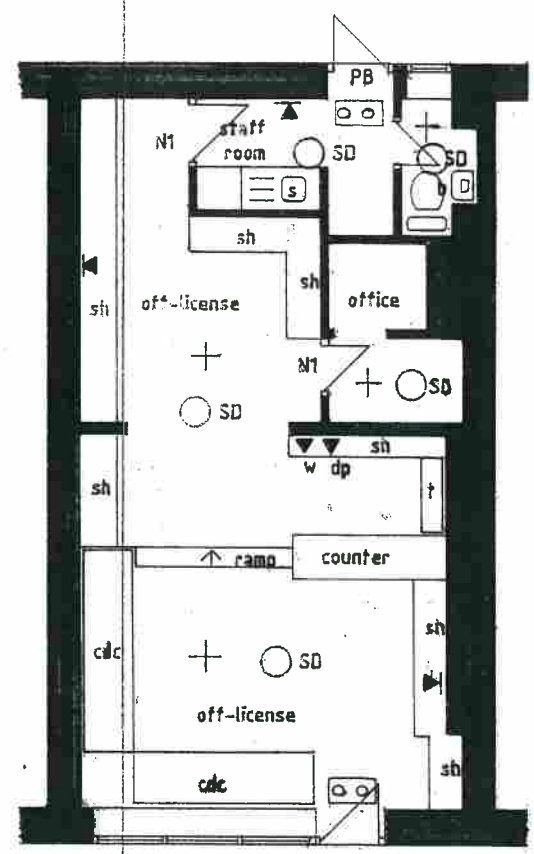 PB
N1
staff
room
SD
SD
s
b
sh
sh
office
sh
off-license
N1
SD
SD
sh
w dp
sh
t
ramp
counter
sh
cdc
SD
off-license
sh
cdc